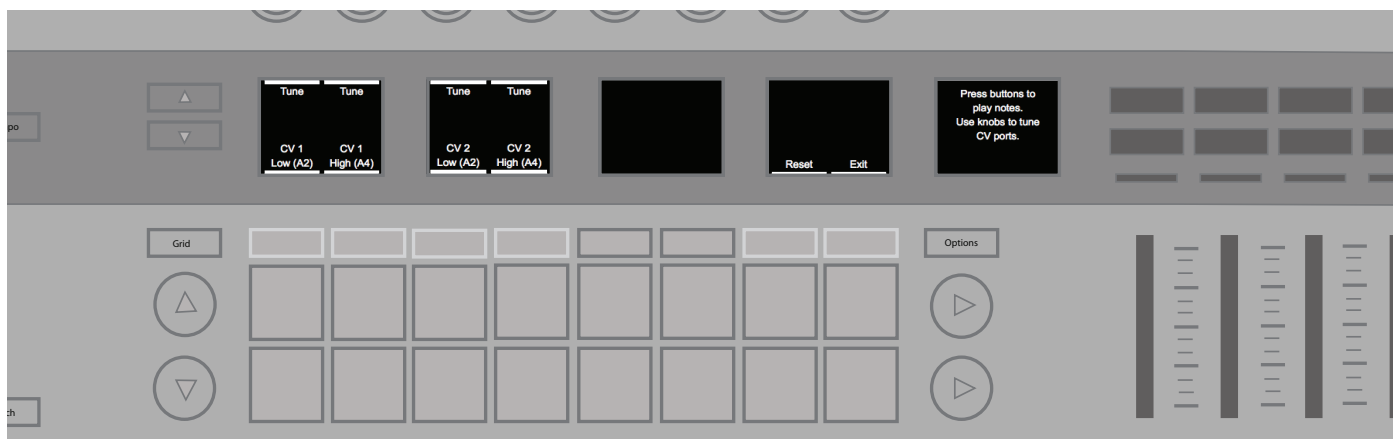 Tune Tune
CV 1 CV 1
Low (A2) High (A4)
Tune Tune
CV 2 CV 2
Low (A2) High (A4)
Reset Exit
Press buttons to
play notes.
Use knobs to tune
CV ports.
po
Grid
Options
ch